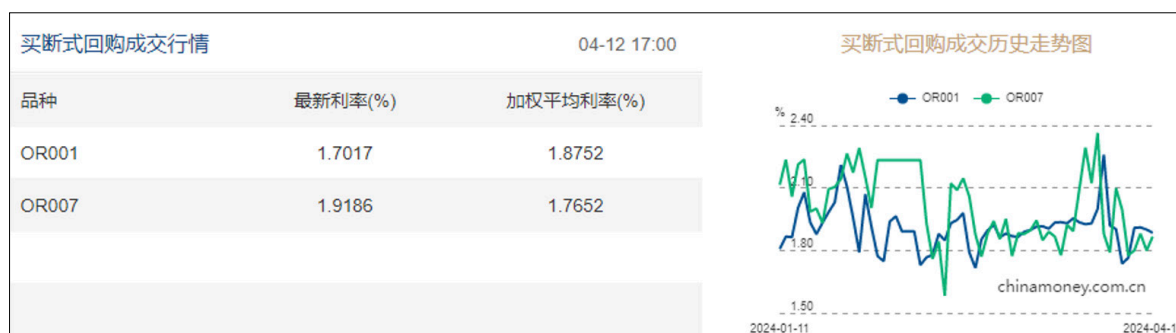 买断式回购成交行情 04-12 17:00
品种 最新利率(%) 加权平均利率(%)
OR001 1.7017 1.8752
OR007 1.9186 1.7652
买断式回购成交历史走势图
OR001 OR007
%
2.40
2.10
1.80
1.50
chinamoney.com.cn
2024-01-11 2024-04-1